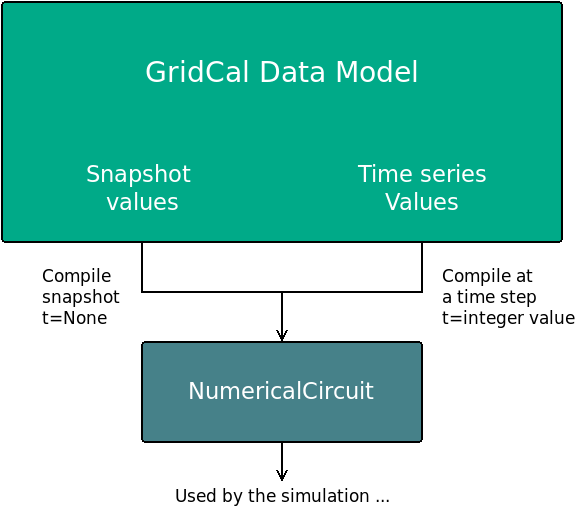 GridCal Data Model
Snapshot
values
Time series
Values
Compile
snapshot
t=None
Compile at
a time step
t=integer value
NumericalCircuit
Used by the simulation ...